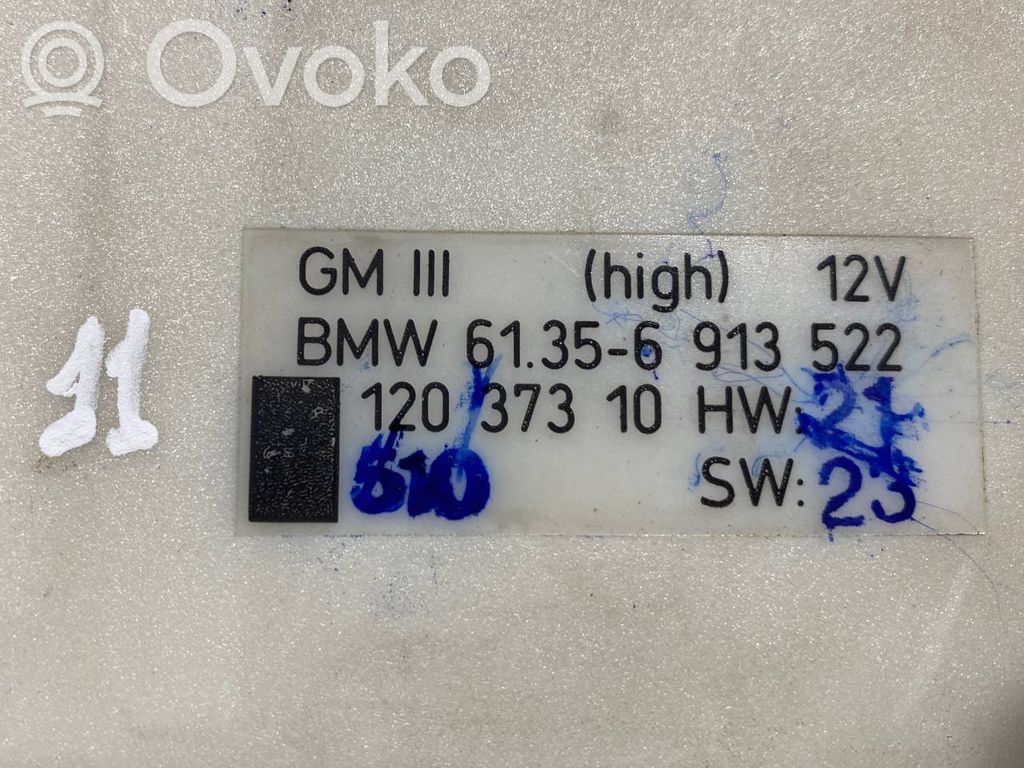 Ovoko
GM III (high) 12V
BMW 61.35-6 913 522
120 373 10 HW: 21
610 SW: 23
11